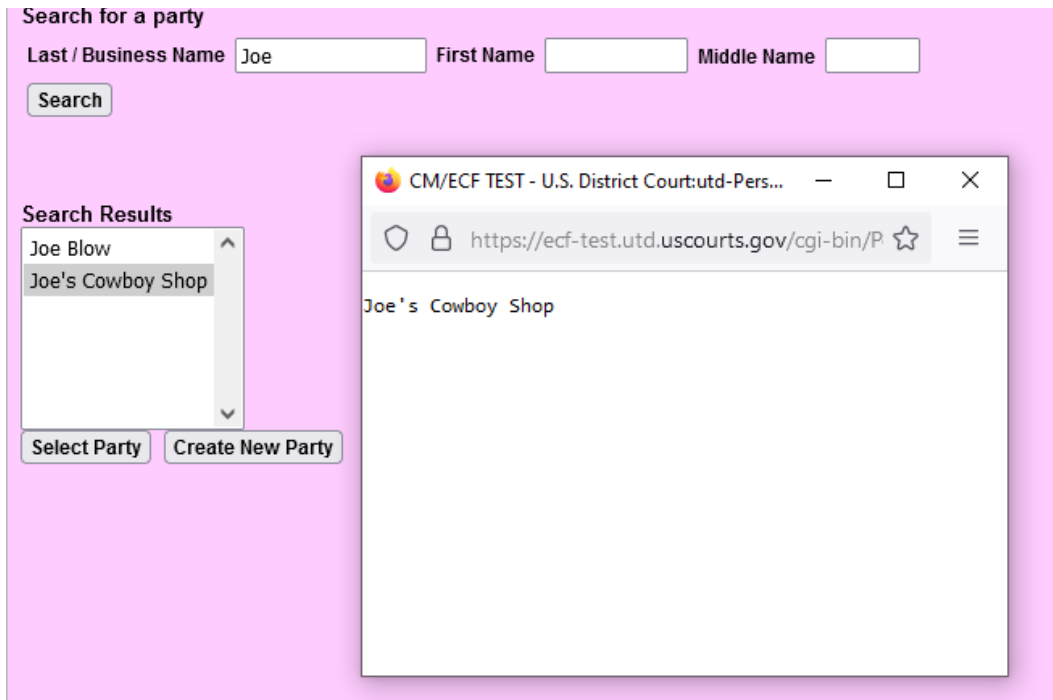 Search for a party
Last / Business Name Joe First Name Middle Name
Search
CM/ECF TEST - U.S. District Court:utd-Pers...
https://ecf-test.utd.uscourts.gov/cgi-bin/P
Search Results
Joe Blow
Joe's Cowboy Shop
Joe's Cowboy Shop
Select Party Create New Party